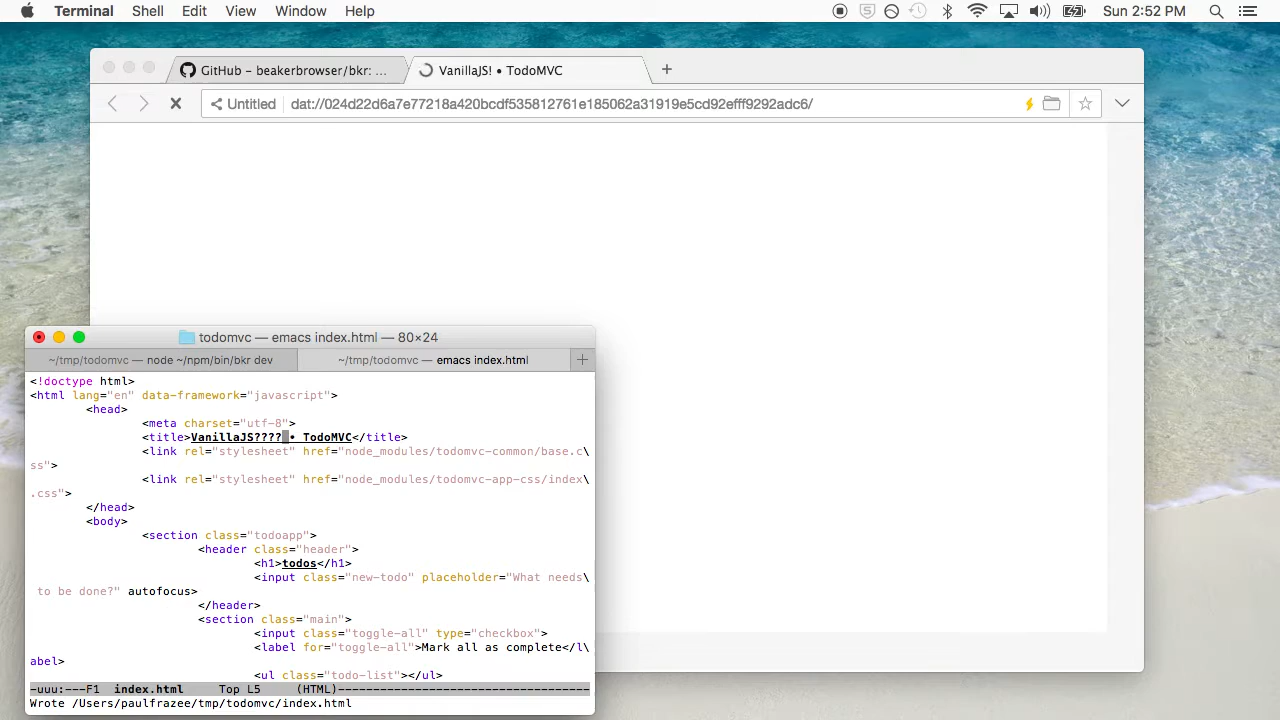 Terminal Shell Edit View Window Help Sun 2:52 PM
GitHub – beakerbrowser/bkr: ... VanillaJS! • TodoMVC +
Untitled dat://024d22d6a7e77218a420bcdf535812761e185062a31919e5cd92efff9292adc6/
todomvc — emacs index.html — 80×24
~/tmp/todomvc — node ~/npm/bin/bkr dev ~/tmp/todomvc — emacs index.html +
<!doctype html>
<html lang="en" data-framework="javascript">
<head>
<meta charset="utf-8">
<title>VanillaJS???? • TodoMVC</title>
<link rel="stylesheet" href="node_modules/todomvc-common/base.c\
ss">
<link rel="stylesheet" href="node_modules/todomvc-app-css/index\
.css">
</head>
<body>
<section class="todoapp">
<header class="header">
<h1>todos</h1>
<input class="new-todo" placeholder="What needs\
to be done?" autofocus>
</header>
<section class="main">
<input class="toggle-all" type="checkbox">
<label for="toggle-all">Mark all as complete</l\
abel>
<ul class="todo-list"></ul>
-uuu:---F1 index.html Top L5 (HTML)------------------------------------
Wrote /Users/paulfrazee/tmp/todomvc/index.html